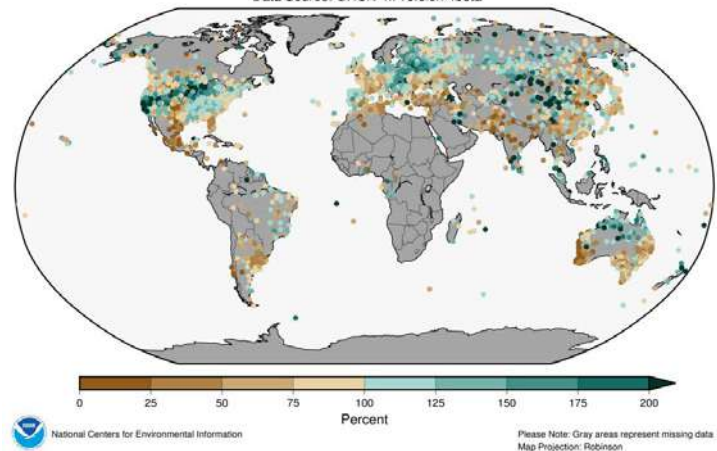 0
25
50
75
100
125
150
175
200
Percent
National Centers for Environmental Information
Please Note: Gray areas represent missing data
Map Projection: Robinson